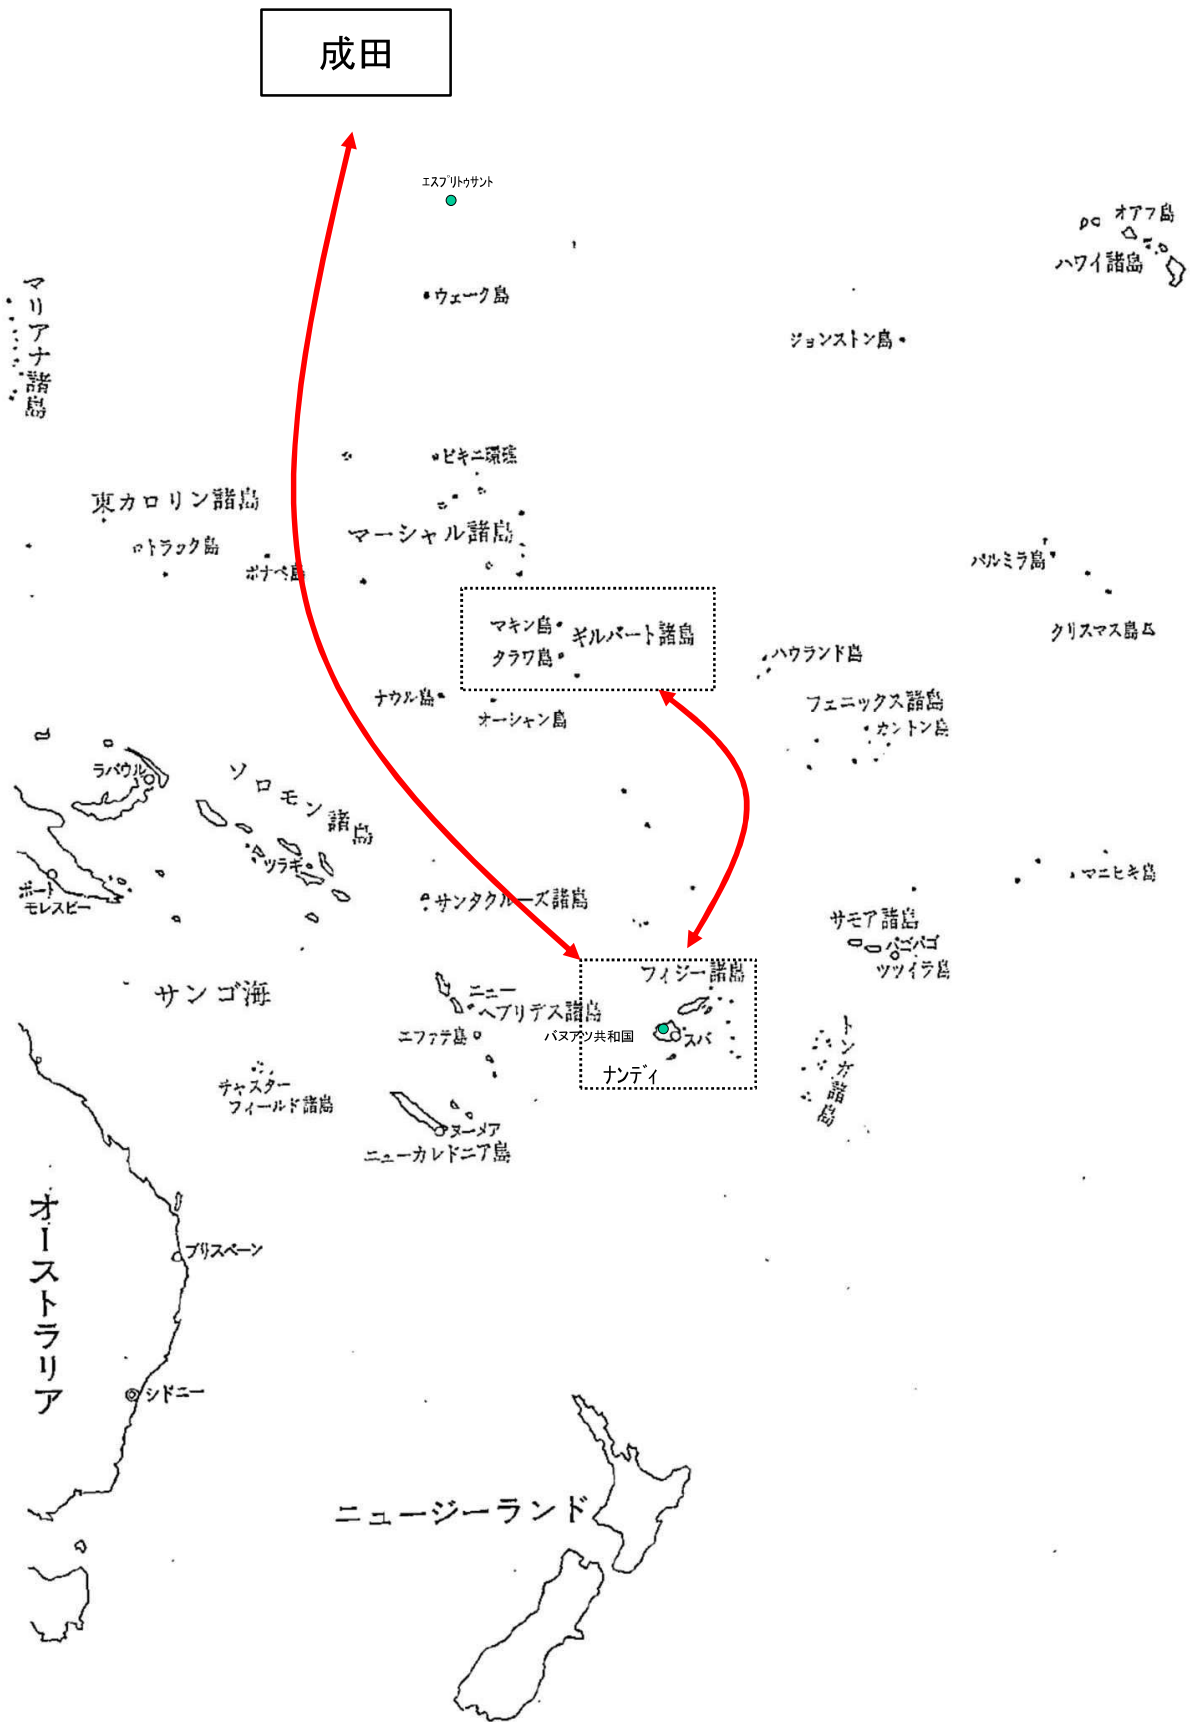 成田
エスプリトゥサント
オアフ島
ハワイ諸島
マリアナ諸島
ウェーク島
ジョンストン島
ビキニ環礁
東カロリン諸島
マーシャル諸島
トラック島
ポナペ島
パルミラ島
クリスマス島
マキン島
ギルバート諸島
タラワ島
ハウランド島
ナウル島
オーシャン島
フェニックス諸島
カントン島
ラバウル
ソロモン諸島
ツラギ
ポート
モレスビー
サンタクルーズ諸島
マニヒキ島
サモア諸島
パゴパゴ
ツツイラ島
フィジー諸島
サンゴ海
ニュー
ヘブリデス諸島
エファテ島
バヌアツ共和国
スバ
ナンディ
トンガ諸島
チャスター
フィールド諸島
ヌーメア
ニューカレドニア島
オーストラリア
ブリスベーン
シドニー
ニュージーランド